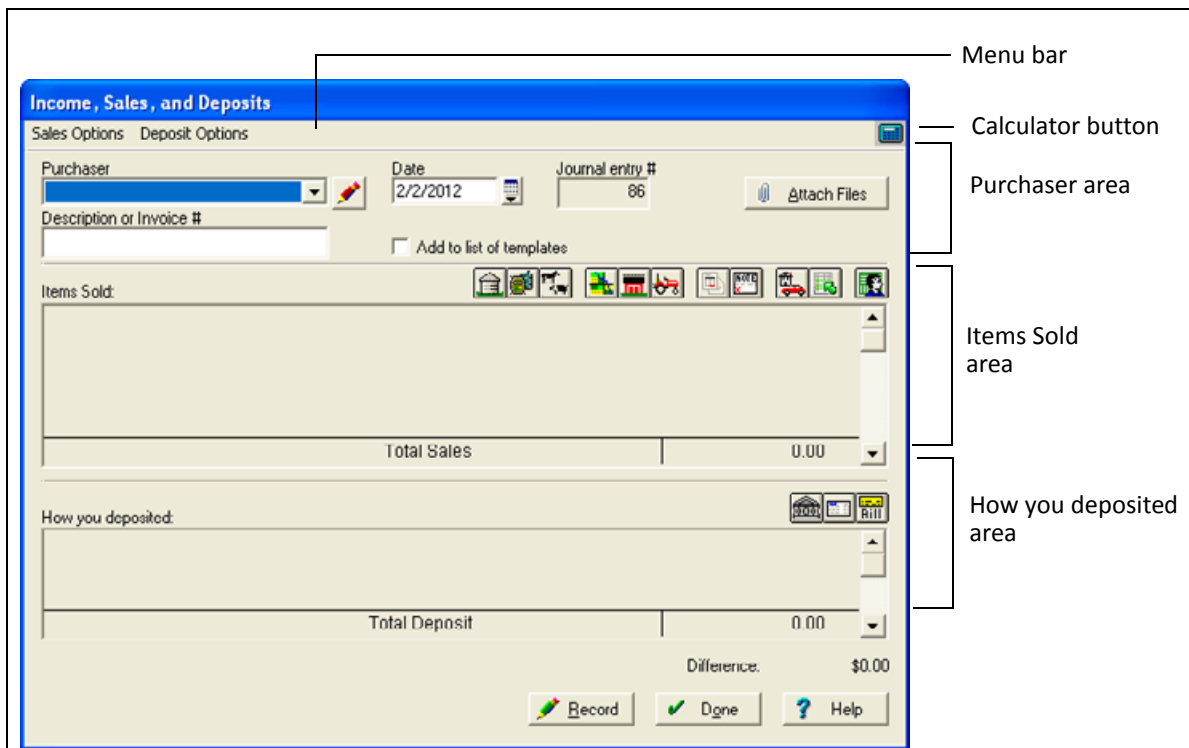 Menu bar
Income, Sales, and Deposits
Sales Options Deposit Options
Calculator button
Purchaser Date Journal entry #
2/2/2012 86 Attach Files
Purchaser area
Description or Invoice #
Add to list of templates
Items Sold:
NOTE
Items Sold
area
Total Sales 0.00
How you deposited:
Bill
How you deposited
area
Total Deposit 0.00
Difference: $0.00
Record Done Help